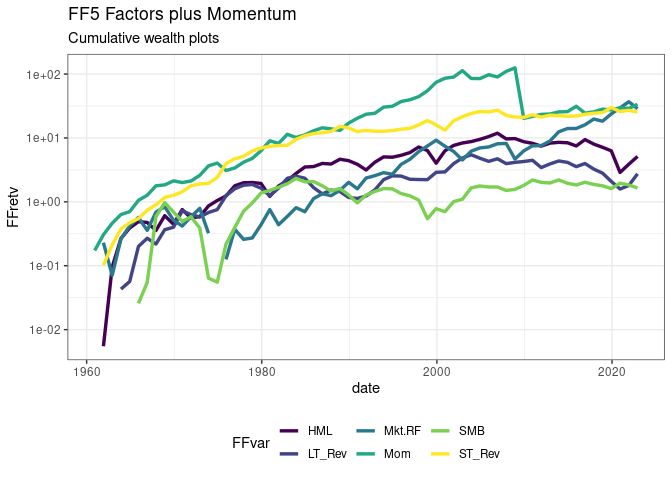 FF5 Factors plus Momentum
Cumulative wealth plots
1e+02
1e+01
1e+00
1e-01
1e-02
FFretv
1960
1980
2000
2020
date
FFvar
HML
Mkt.RF
SMB
LT_Rev
Mom
ST_Rev